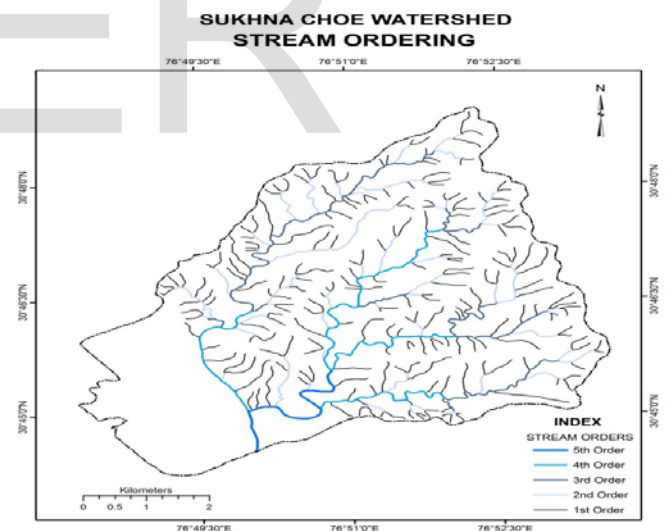 ER
SUKHNA CHOE WATERSHED
STREAM ORDERING
76°49'30"E 76°51'0"E 76°52'30"E
N
30°48'0"N 30°48'0"N
30°46'30"N 30°46'30"N
30°45'0"N 30°45'0"N
INDEX
STREAM ORDERS
5th Order
4th Order
3rd Order
2nd Order
1st Order
Kilometers
0 0.5 1 2
76°49'30"E 76°51'0"E 76°52'30"E